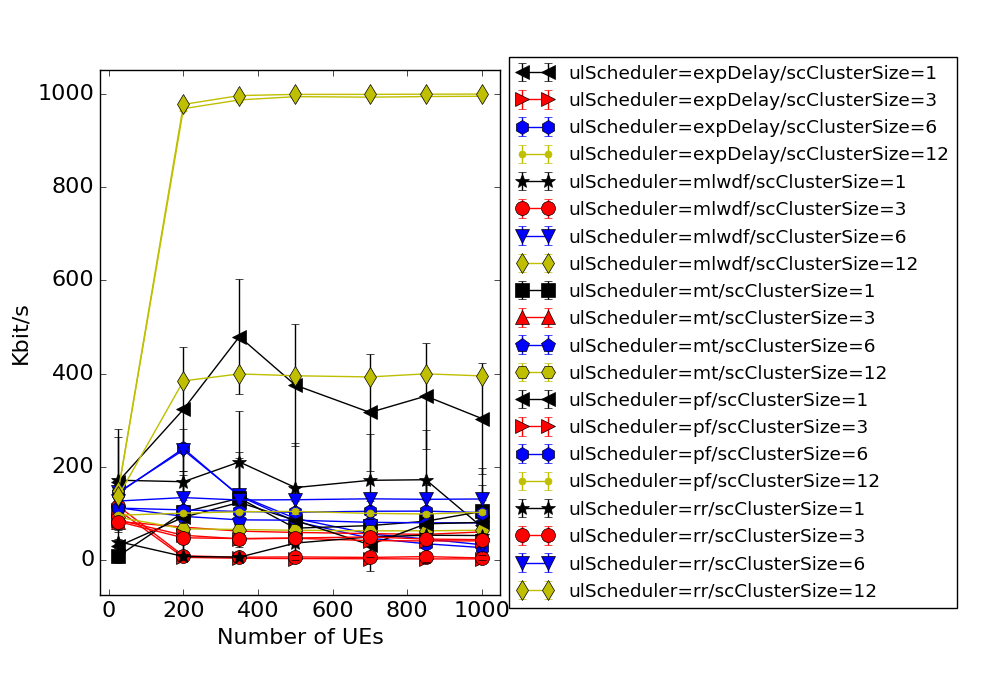 1000
800
600
400
200
0
Kbit/s
0 200 400 600 800 1000
Number of UEs
ulScheduler=expDelay/scClusterSize=1
ulScheduler=expDelay/scClusterSize=3
ulScheduler=expDelay/scClusterSize=6
ulScheduler=expDelay/scClusterSize=12
ulScheduler=mlwdf/scClusterSize=1
ulScheduler=mlwdf/scClusterSize=3
ulScheduler=mlwdf/scClusterSize=6
ulScheduler=mlwdf/scClusterSize=12
ulScheduler=mt/scClusterSize=1
ulScheduler=mt/scClusterSize=3
ulScheduler=mt/scClusterSize=6
ulScheduler=mt/scClusterSize=12
ulScheduler=pf/scClusterSize=1
ulScheduler=pf/scClusterSize=3
ulScheduler=pf/scClusterSize=6
ulScheduler=pf/scClusterSize=12
ulScheduler=rr/scClusterSize=1
ulScheduler=rr/scClusterSize=3
ulScheduler=rr/scClusterSize=6
ulScheduler=rr/scClusterSize=12